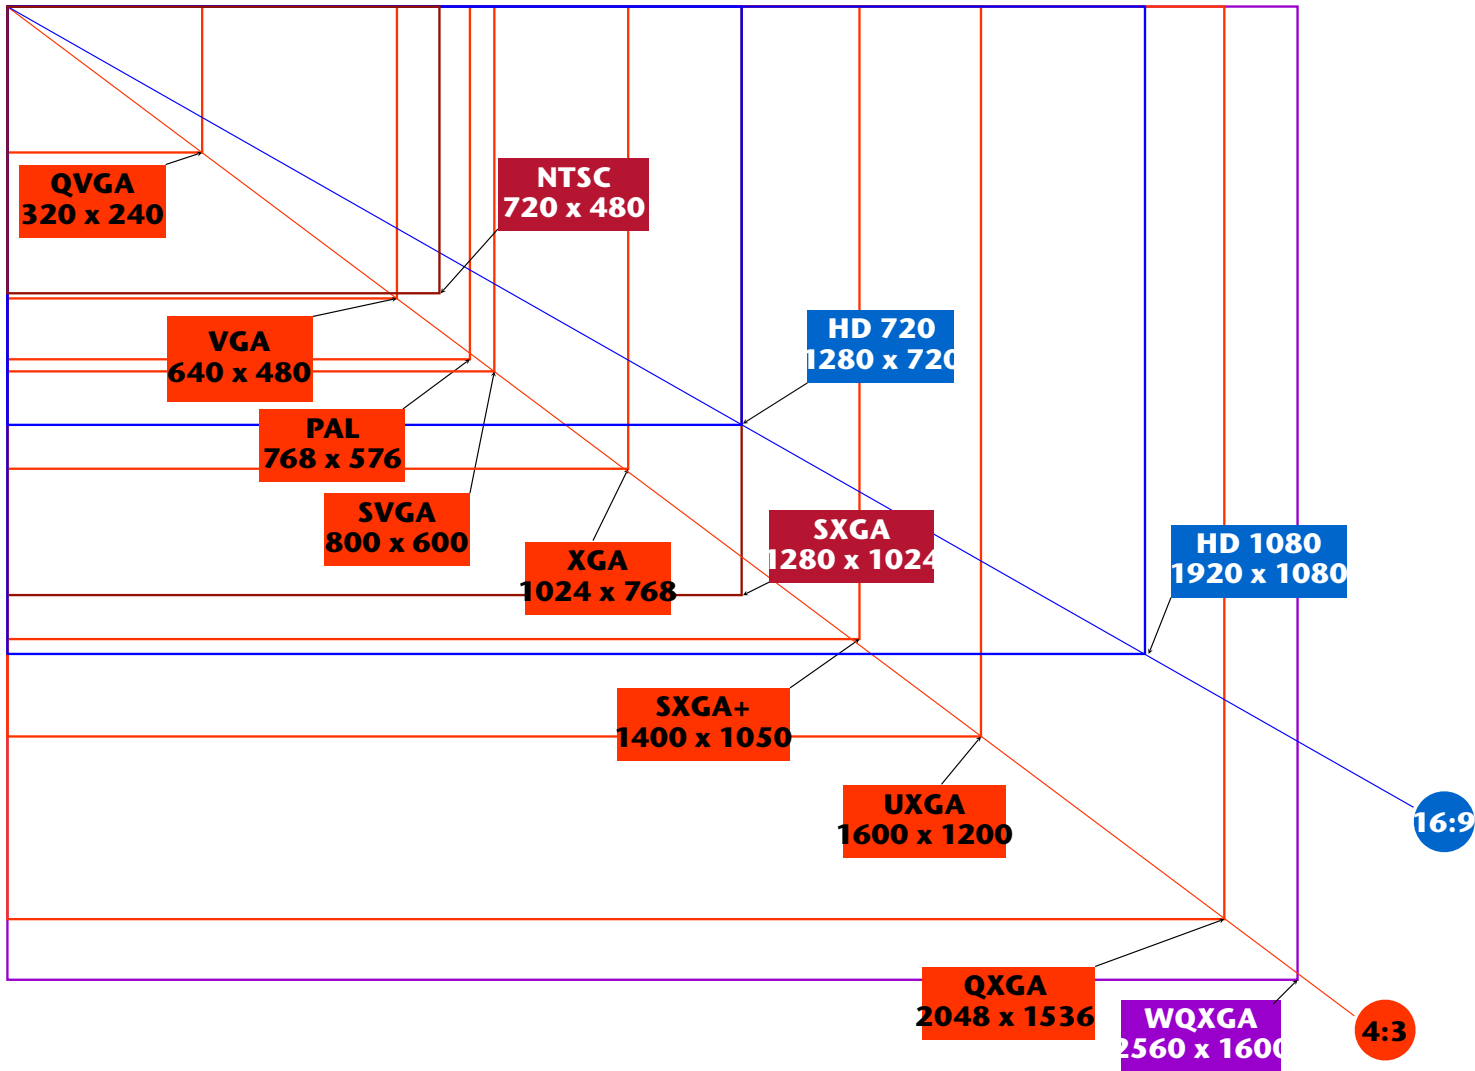 QVGA
320 x 240
NTSC
720 x 480
VGA
640 x 480
HD 720
1280 x 720
PAL
768 x 576
SVGA
800 x 600
XGA
1024 x 768
SXGA
1280 x 1024
HD 1080
1920 x 1080
SXGA+
1400 x 1050
UXGA
1600 x 1200
16:9
QXGA
2048 x 1536
WQXGA
2560 x 1600
4:3